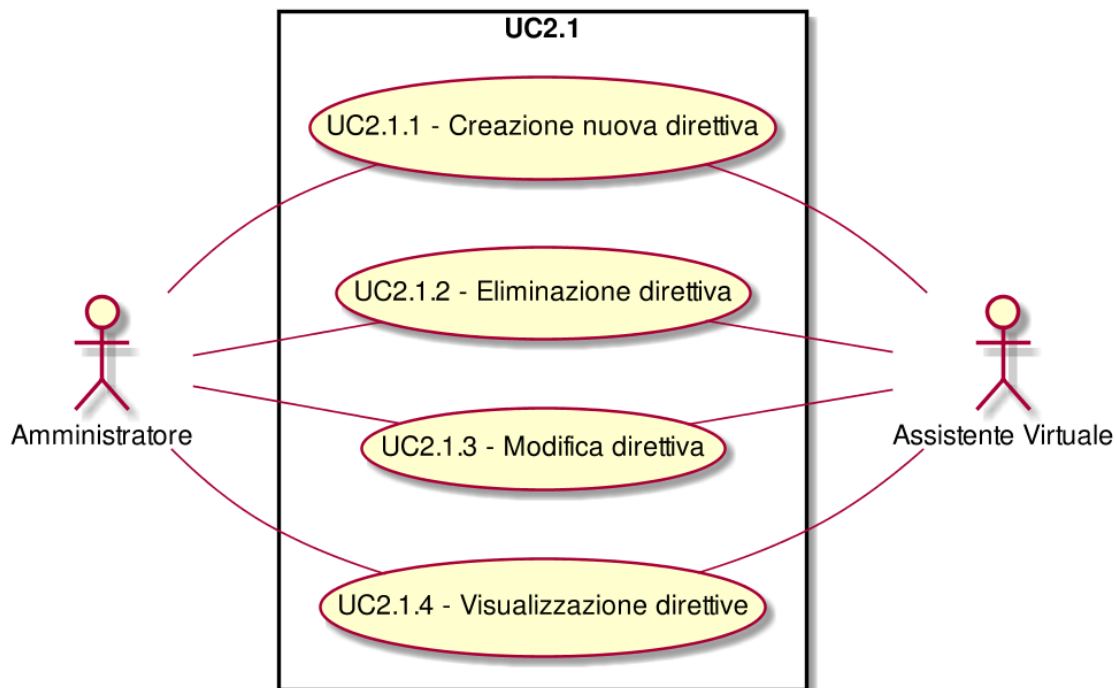 UC2.1
UC2.1.1 - Creazione nuova direttiva
UC2.1.2 - Eliminazione direttiva
Amministratore
Assistente Virtuale
UC2.1.3 - Modifica direttiva
UC2.1.4 - Visualizzazione direttive